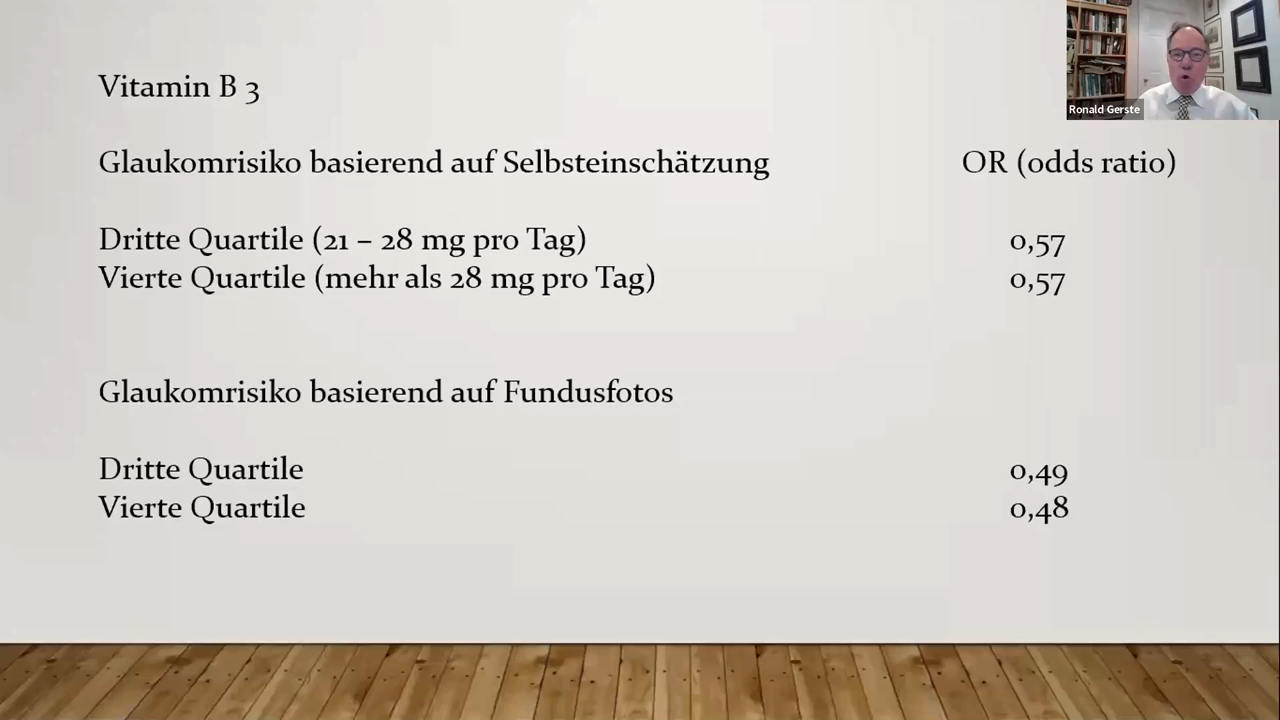 Vitamin B 3
Ronald Gerste
Glaukomrisiko basierend auf Selbsteinschätzung OR (odds ratio)
Dritte Quartile (21 – 28 mg pro Tag) 0,57
Vierte Quartile (mehr als 28 mg pro Tag) 0,57
Glaukomrisiko basierend auf Fundusfotos
Dritte Quartile 0,49
Vierte Quartile 0,48